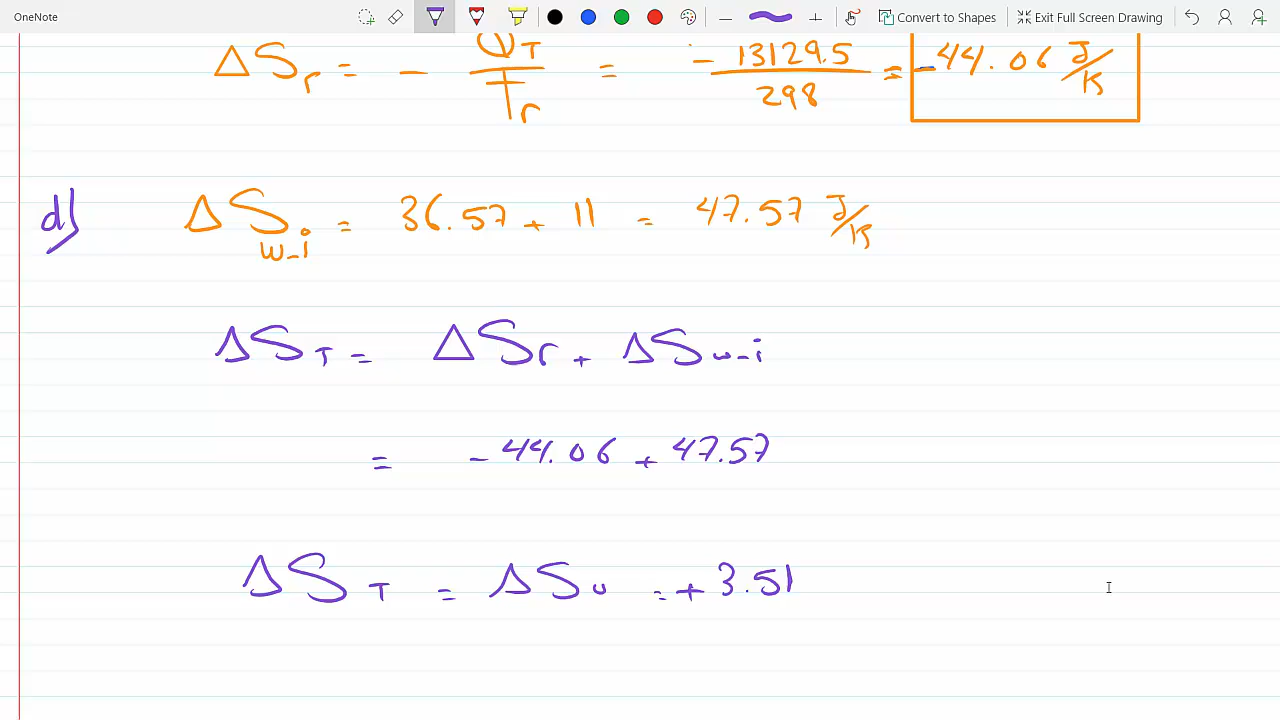 OneNote
Convert to Shapes
Exit Full Screen Drawing
ΔSr = - QT/Tr = -13129.5/298 = -44.06 J/K
d) ΔSw-i = 36.57 + 11 = 47.57 J/K
ΔST = ΔSr + ΔSw-i
= -44.06 + 47.57
ΔST = ΔSu = +3.51